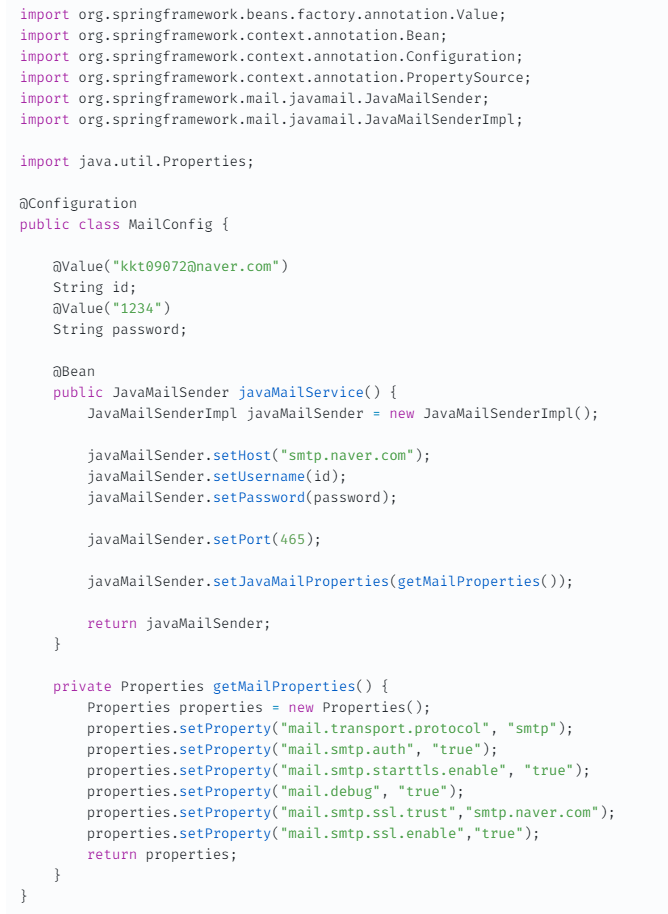 import org.springframework.beans.factory.annotation.Value;
import org.springframework.context.annotation.Bean;
import org.springframework.context.annotation.Configuration;
import org.springframework.context.annotation.PropertySource;
import org.springframework.mail.javamail.JavaMailSender;
import org.springframework.mail.javamail.JavaMailSenderImpl;

import java.util.Properties;

@Configuration
public class MailConfig {

    @Value("kkt09072@naver.com")
    String id;
    @Value("1234")
    String password;

    @Bean
    public JavaMailSender javaMailService() {
        JavaMailSenderImpl javaMailSender = new JavaMailSenderImpl();

        javaMailSender.setHost("smtp.naver.com");
        javaMailSender.setUsername(id);
        javaMailSender.setPassword(password);

        javaMailSender.setPort(465);

        javaMailSender.setJavaMailProperties(getMailProperties());

        return javaMailSender;
    }

    private Properties getMailProperties() {
        Properties properties = new Properties();
        properties.setProperty("mail.transport.protocol", "smtp");
        properties.setProperty("mail.smtp.auth", "true");
        properties.setProperty("mail.smtp.starttls.enable", "true");
        properties.setProperty("mail.debug", "true");
        properties.setProperty("mail.smtp.ssl.trust","smtp.naver.com");
        properties.setProperty("mail.smtp.ssl.enable","true");
        return properties;
    }
}